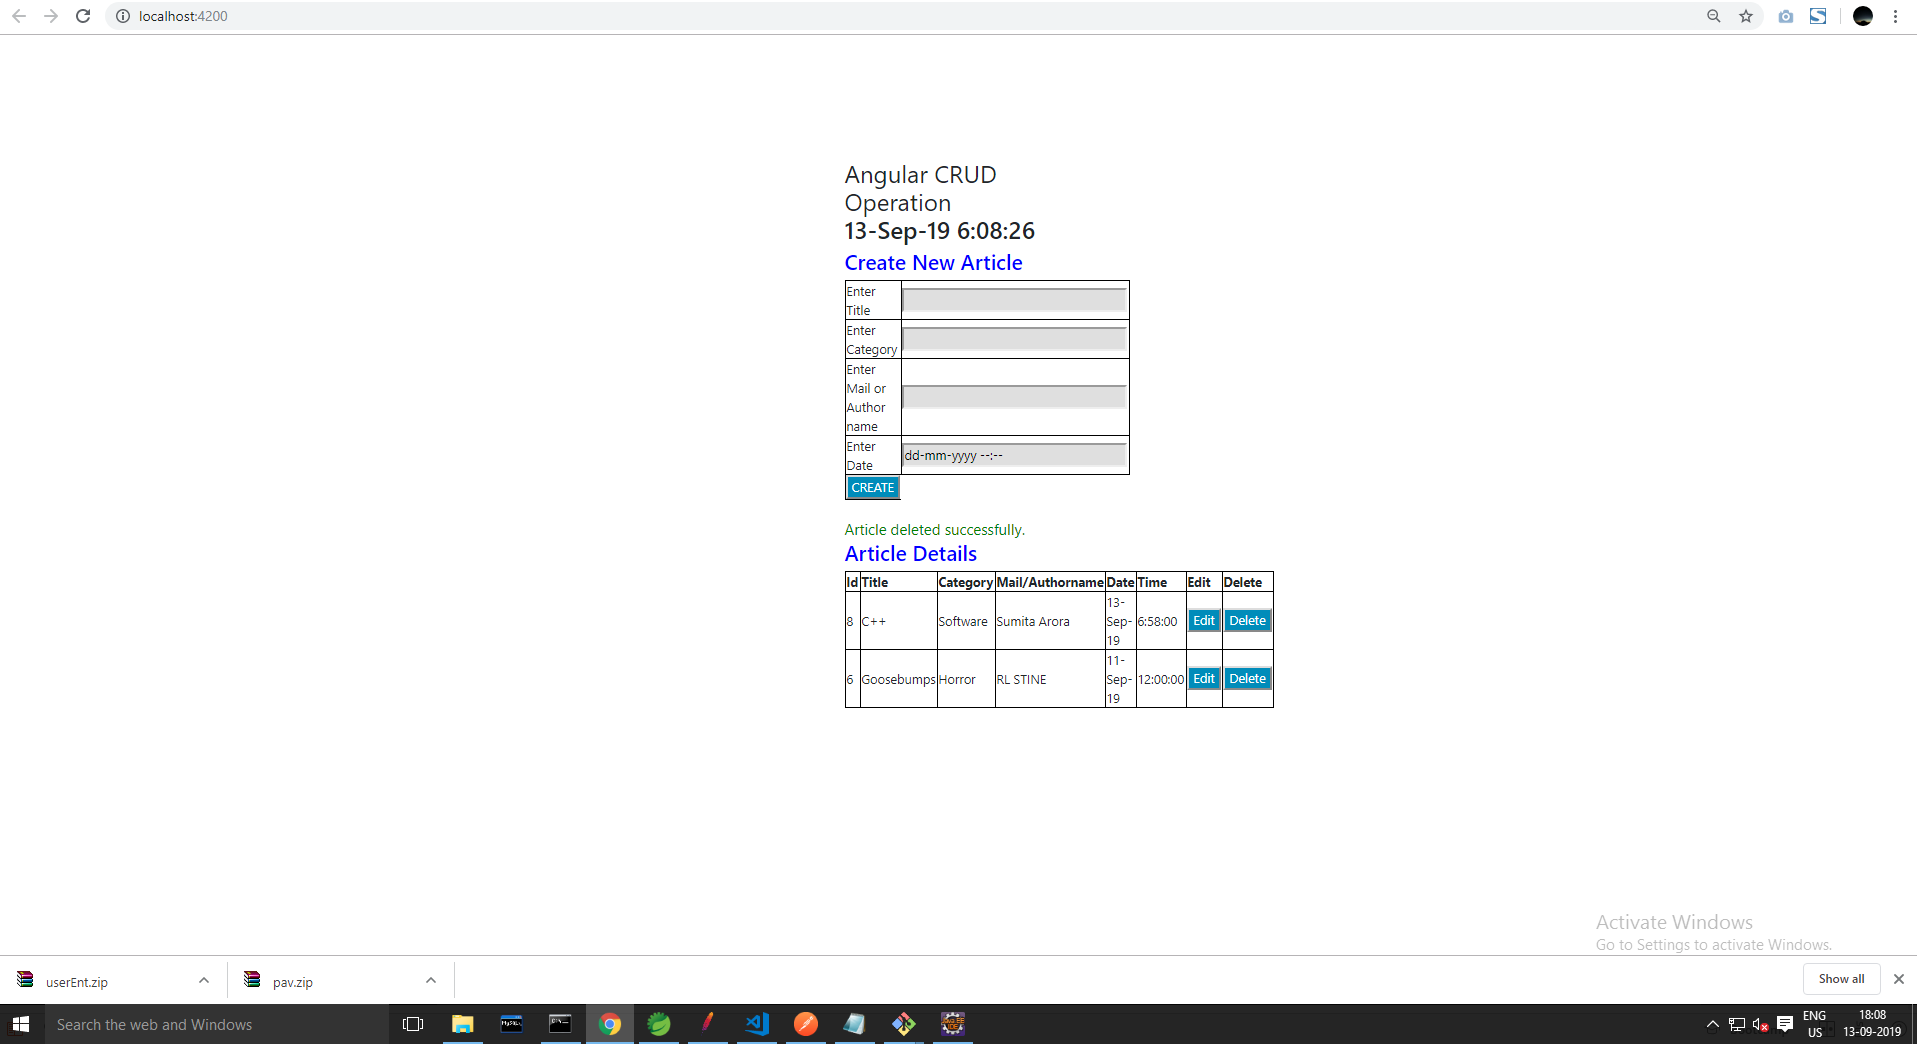 localhost:4200
Angular CRUD
Operation
13-Sep-19 6:08:26
Create New Article
Enter
Title
Enter
Category
Enter
Mail or
Author
name
Enter
Date
dd-mm-yyyy --:--
CREATE
Article deleted successfully.
Article Details
Id Title Category Mail/Authorname Date Time Edit Delete
8 C++ Software Sumita Arora 13-Sep-19 6:58:00 Edit Delete
6 Goosebumps Horror RL STINE 11-Sep-19 12:00:00 Edit Delete
Activate Windows
Go to Settings to activate Windows.
userEnt.zip
pav.zip
Show all
Search the web and Windows
ENG
US
18:08
13-09-2019